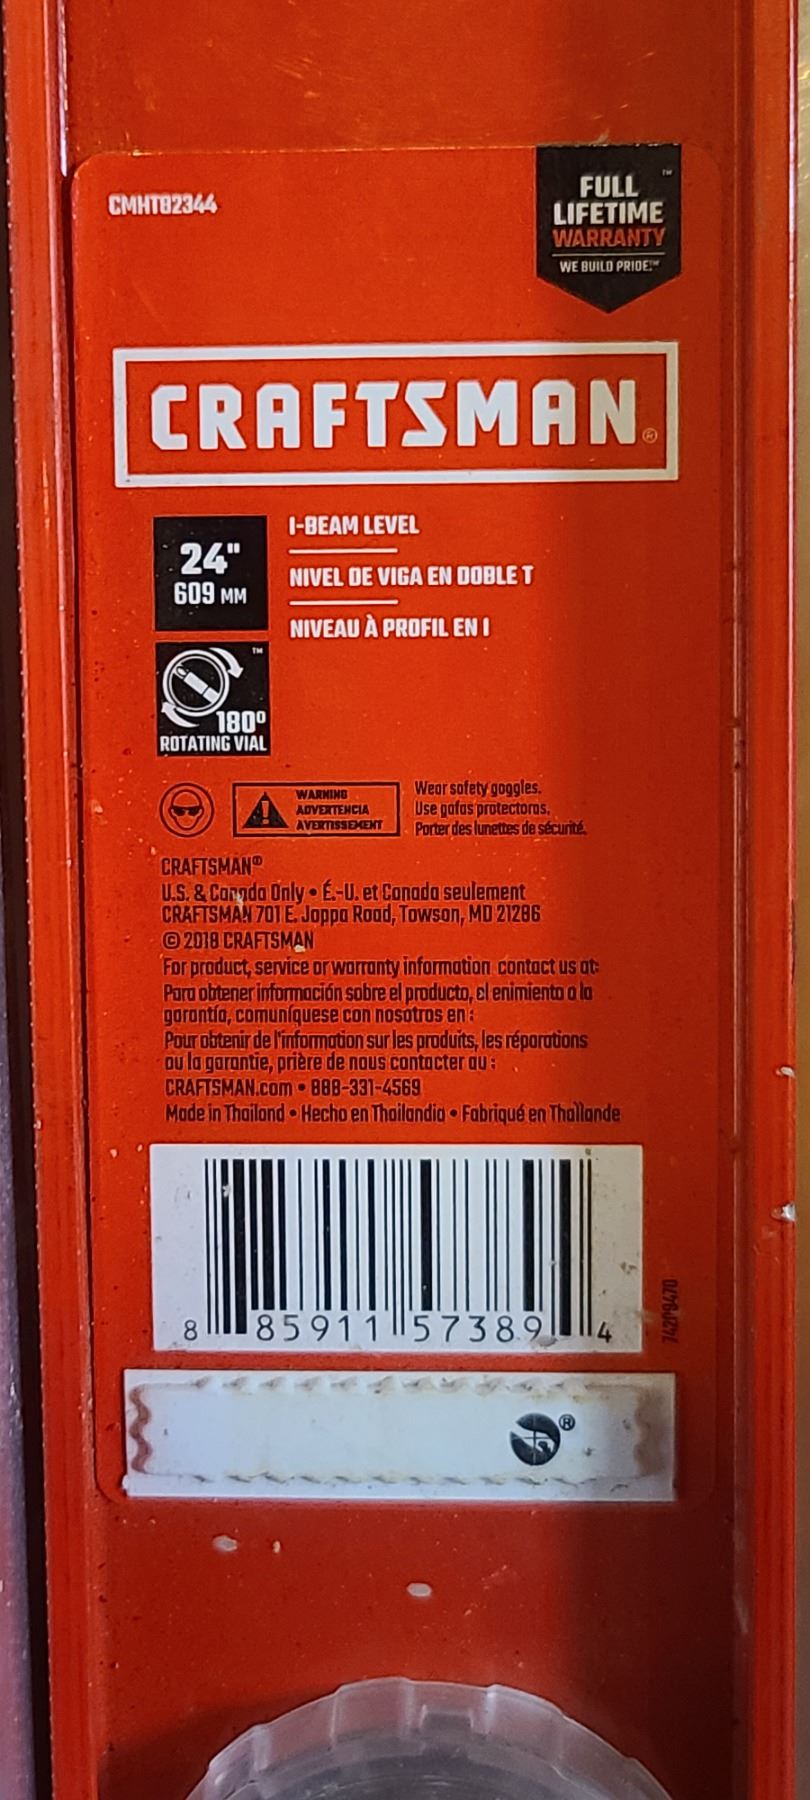 CMHT82344
FULL
LIFETIME
WARRANTY
™
WE BUILD PRIDE.™
CRAFTSMAN®
24"
609 MM
I-BEAM LEVEL
NIVEL DE VIGA EN DOBLE T
NIVEAU À PROFIL EN I
™
180º
ROTATING VIAL
WARNING
ADVERTENCIA
AVERTISSEMENT
Wear safety goggles.
Use gafas protectoras.
Porter des lunettes de sécurité.
CRAFTSMAN®
U.S. & Canada Only • É.-U. et Canada seulement
CRAFTSMAN 701 E. Joppa Road, Towson, MD 21286
© 2018 CRAFTSMAN
For product, service or warranty information contact us at:
Para obtener información sobre el producto, el enimiento o la
garantía, comuníquese con nosotros en :
Pour obtenir de l'information sur les produits, les réparations
ou la garantie, prière de nous contacter au :
CRAFTSMAN.com • 888-331-4569
Made in Thailand • Hecho en Thailandia • Fabriqué en Thaïlande
8 85911 57389 4
®